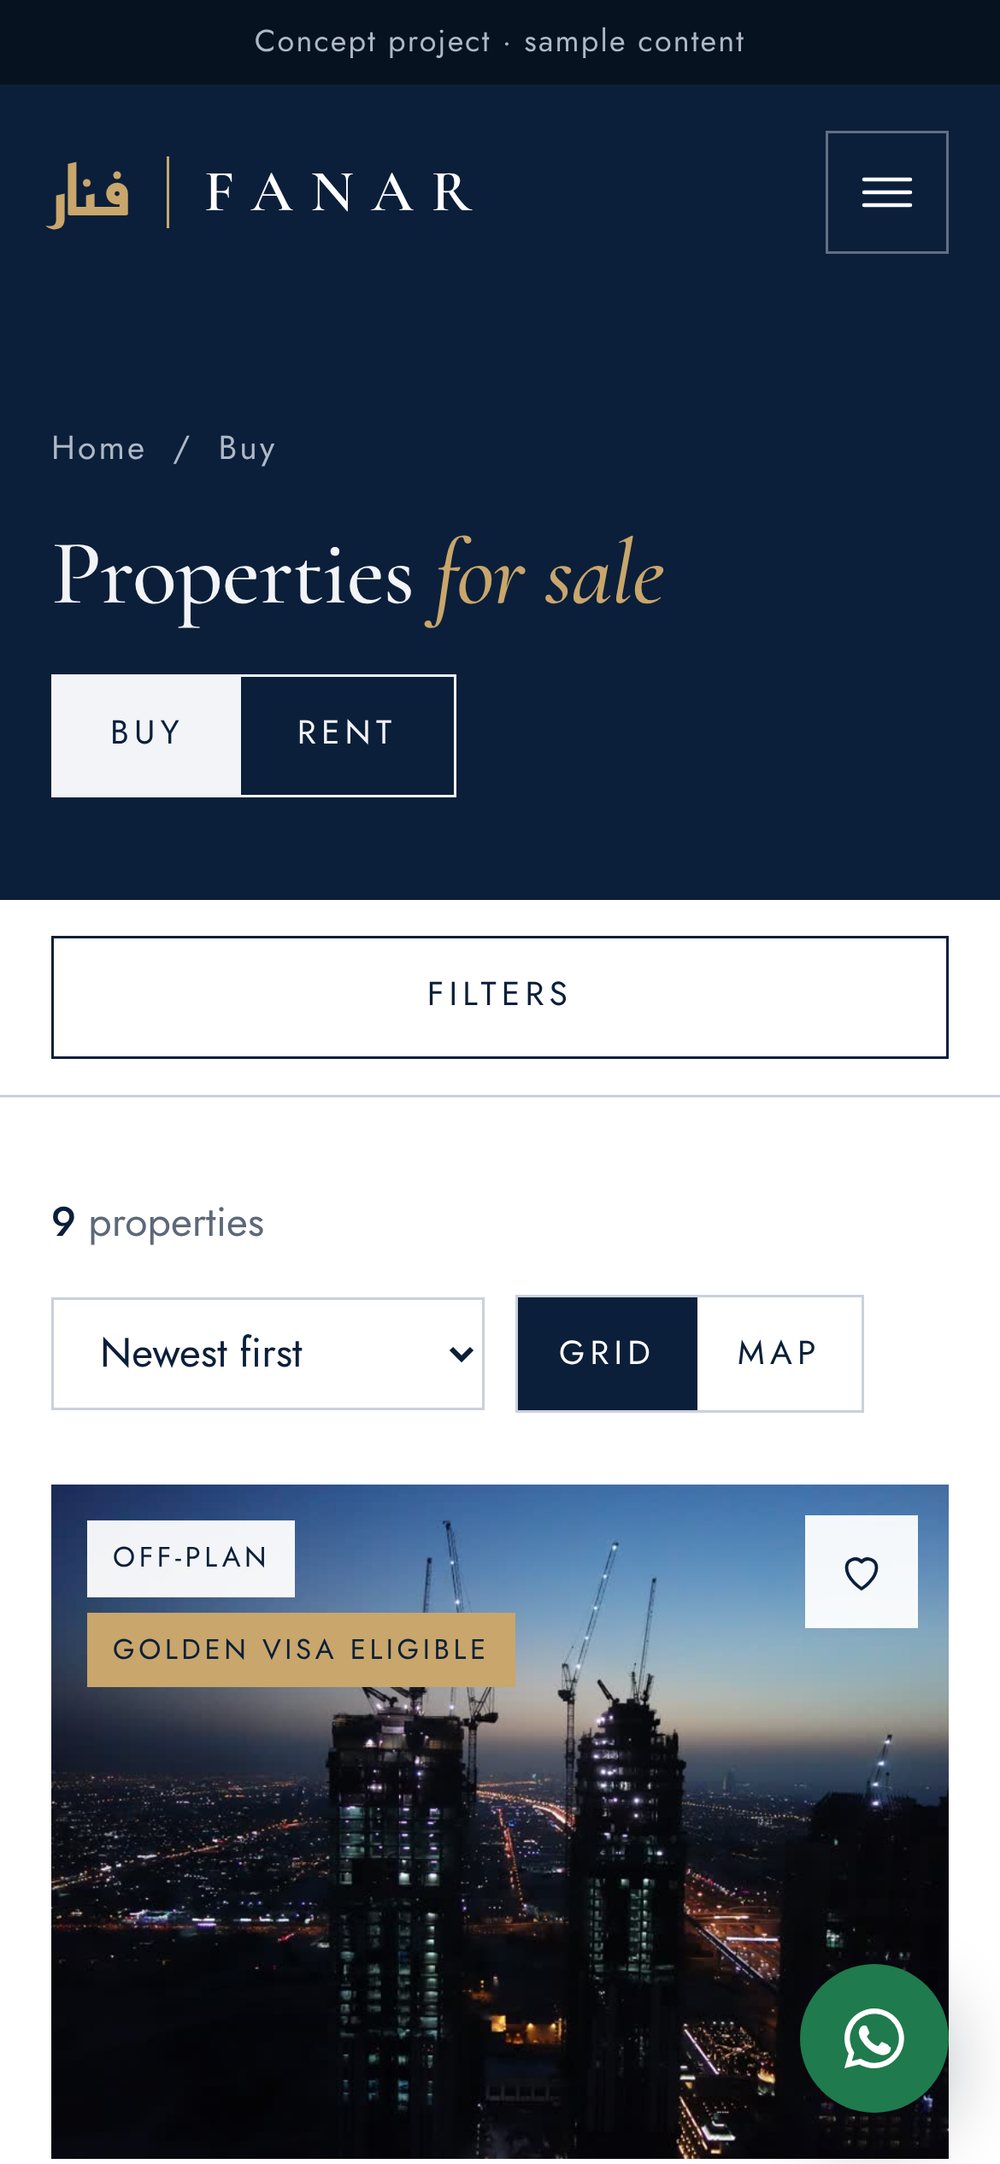 Concept project · sample content
فنار | FANAR
Home / Buy
Properties for sale
BUY RENT
FILTERS
9 properties
Newest first GRID MAP
OFF-PLAN
GOLDEN VISA ELIGIBLE